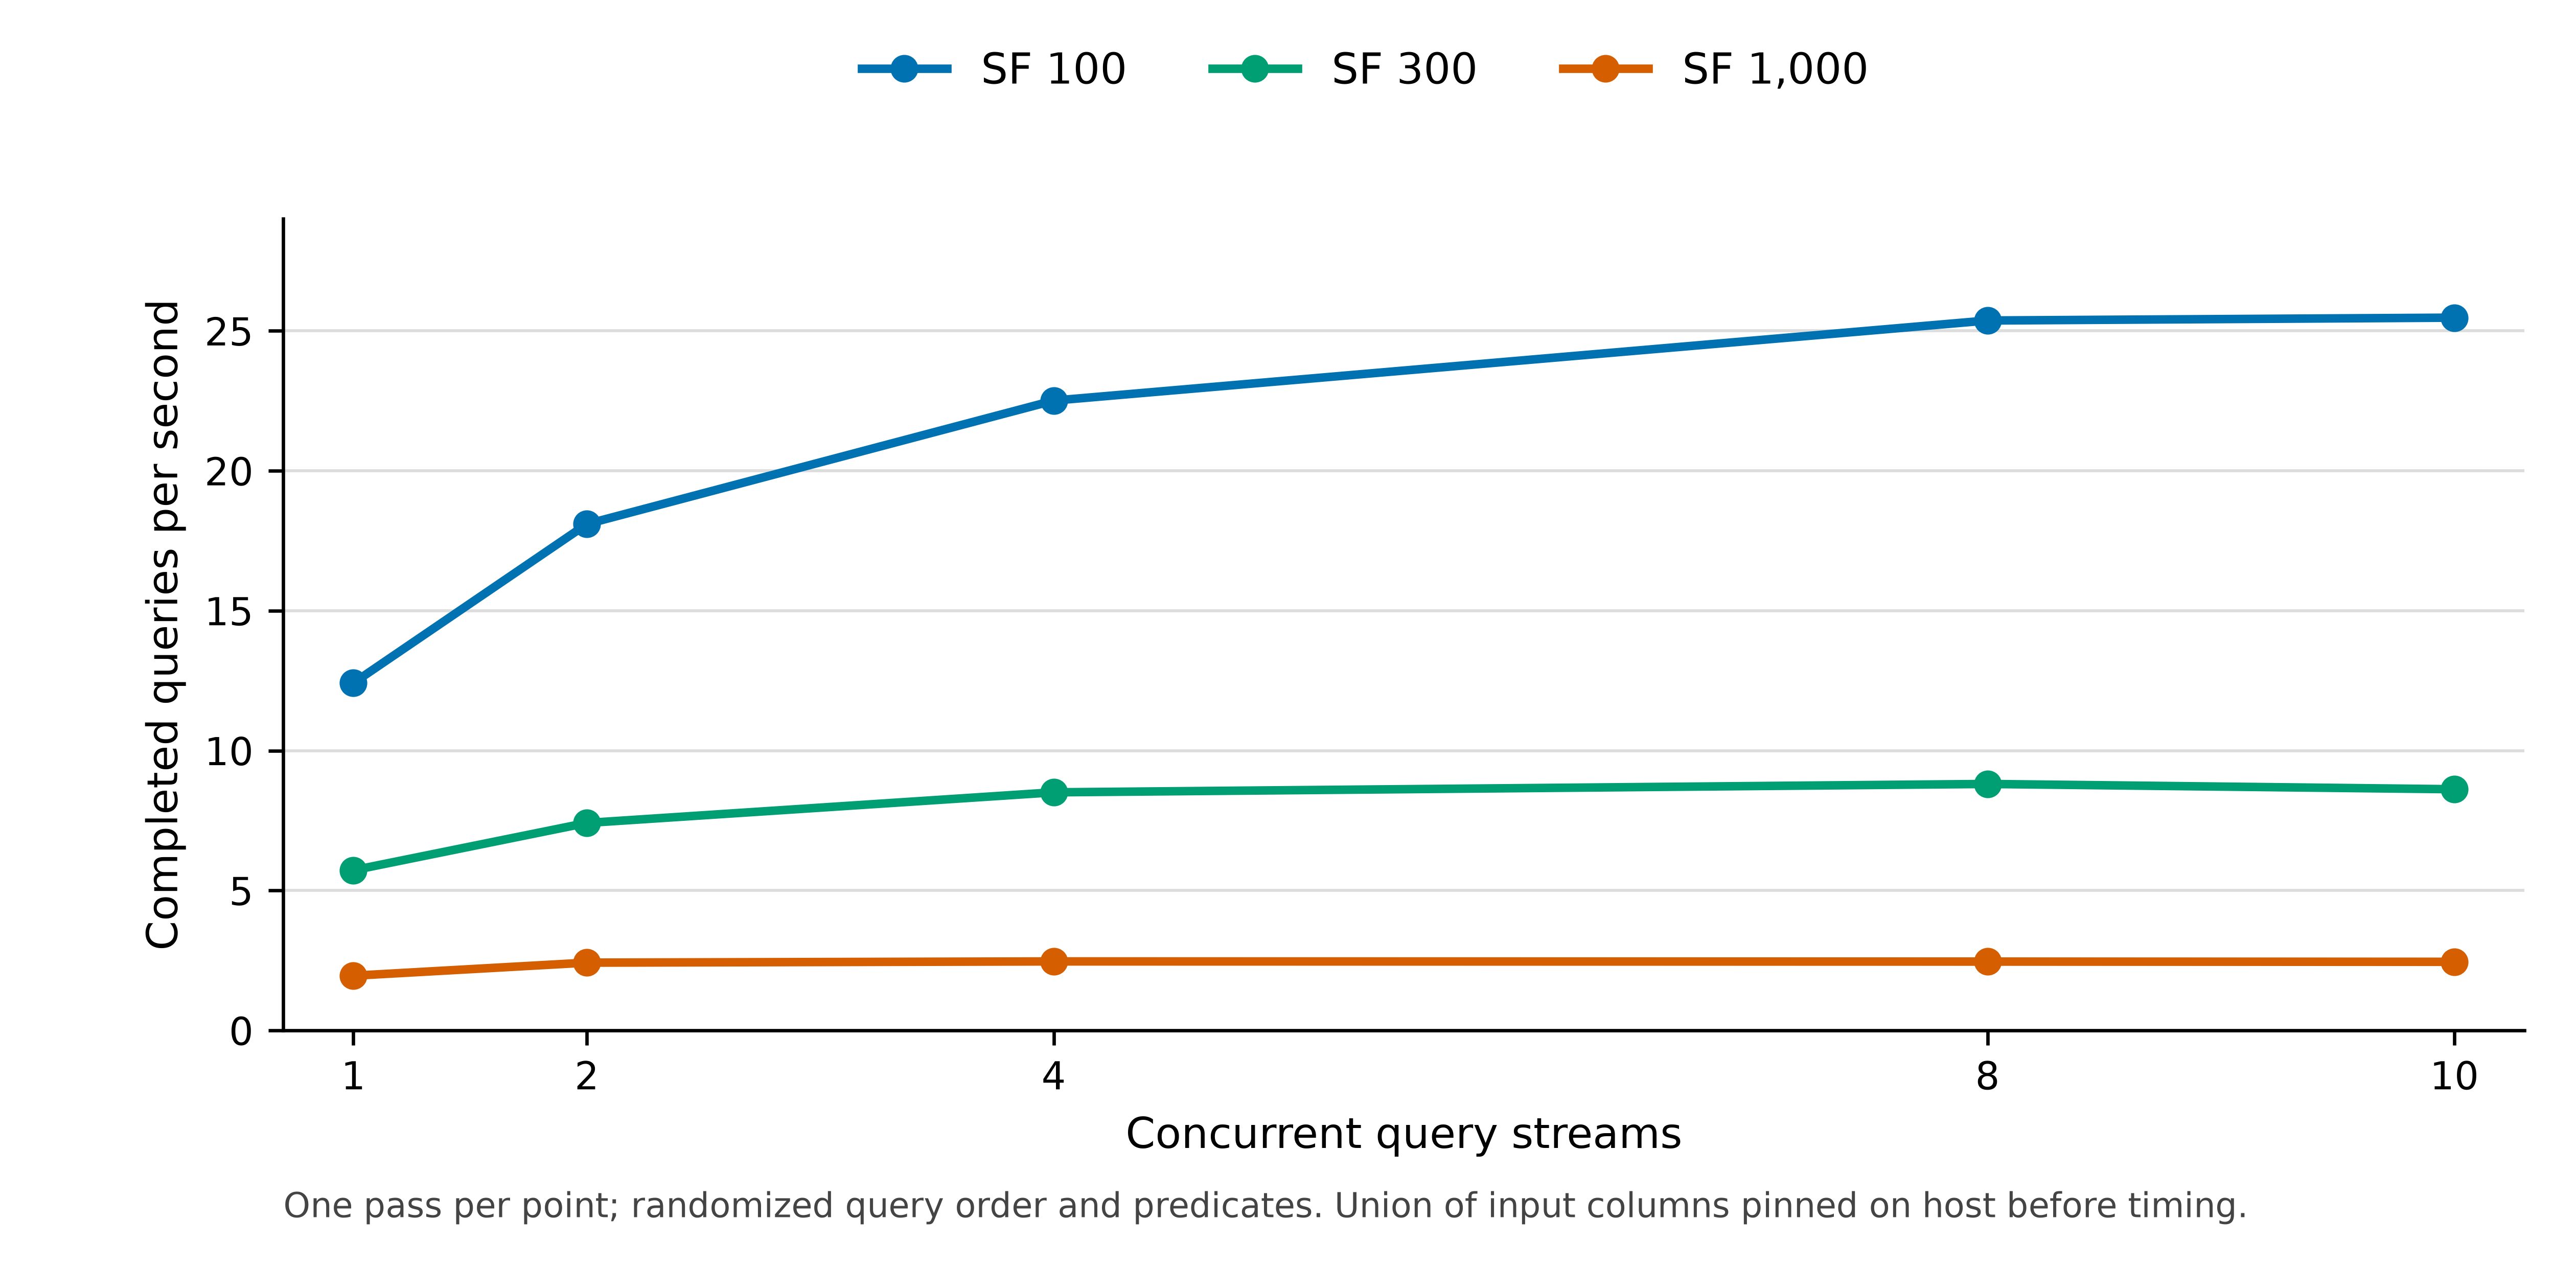 SF 100 SF 300 SF 1,000
Completed queries per second
25
20
15
10
5
0
1 2 4 8 10
Concurrent query streams
One pass per point; randomized query order and predicates. Union of input columns pinned on host before timing.